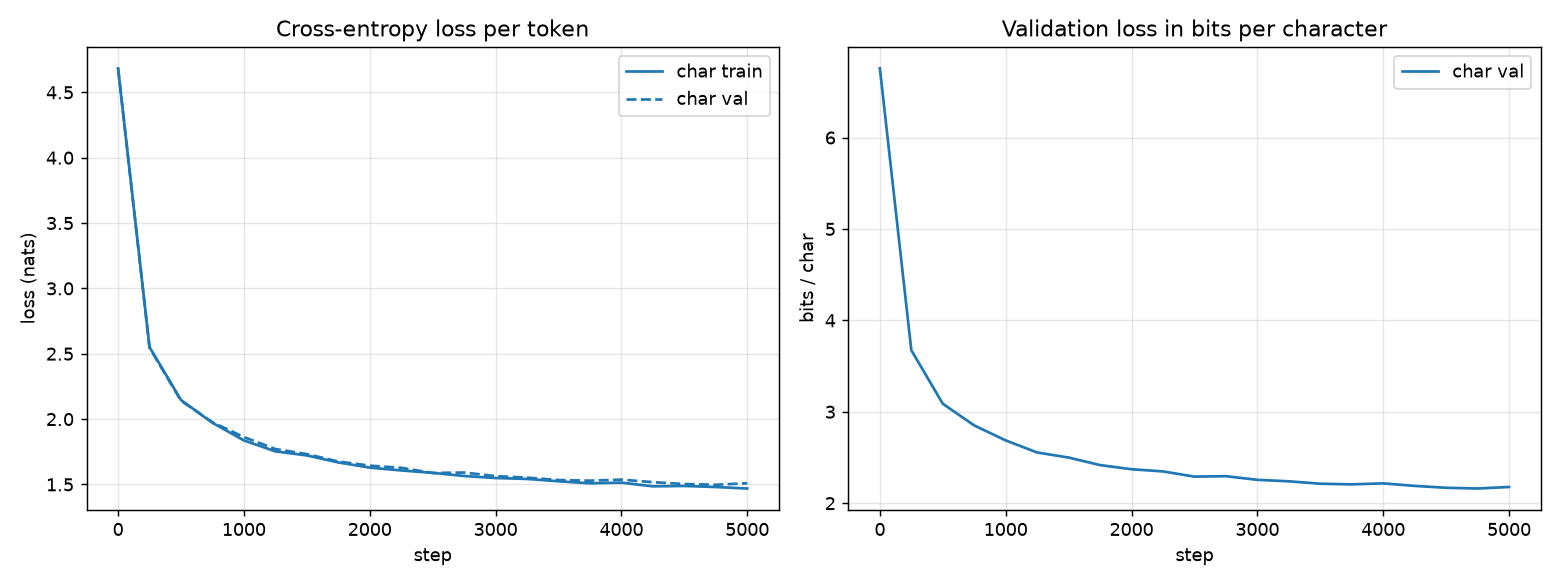 Cross-entropy loss per token
char train
char val
4.5
4.0
3.5
3.0
2.5
2.0
1.5
loss (nats)
0 1000 2000 3000 4000 5000
step
Validation loss in bits per character
char val
6
5
4
3
2
bits / char
0 1000 2000 3000 4000 5000
step